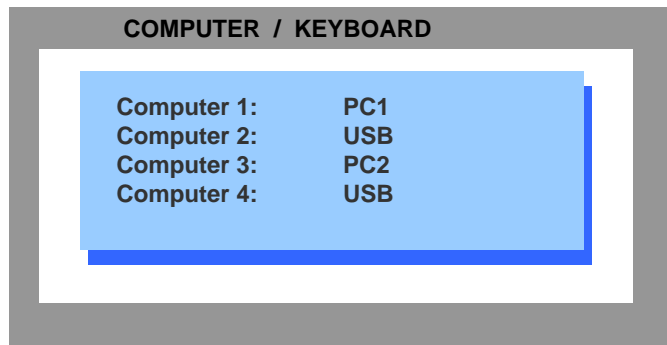 COMPUTER / KEYBOARD
Computer 1: PC1
Computer 2: USB
Computer 3: PC2
Computer 4: USB